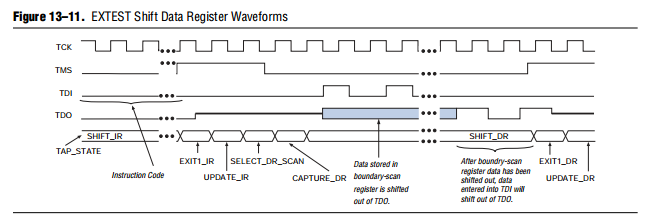 Figure 13–11. EXTEST Shift Data Register Waveforms
TCK
TMS
TDI
TDO
SHIFT_IR
SHIFT_DR
TAP_STATE
EXIT1_IR
SELECT_DR_SCAN
Data stored in
boundary-scan
register is shifted
out of TDO.
After boundry-scan
register data has been
shifted out, data
entered into TDI will
shift out of TDO.
EXIT1_DR
Instruction Code
UPDATE_IR
CAPTURE_DR
UPDATE_DR